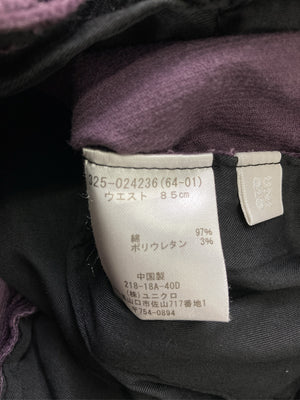 325-024236(64-01)
ウエスト 85cm
綿 97%
ポリウレタン 3%
中国製
218-18A-40D
(株)ユニクロ
山口市佐山717番地1
〒754-0894